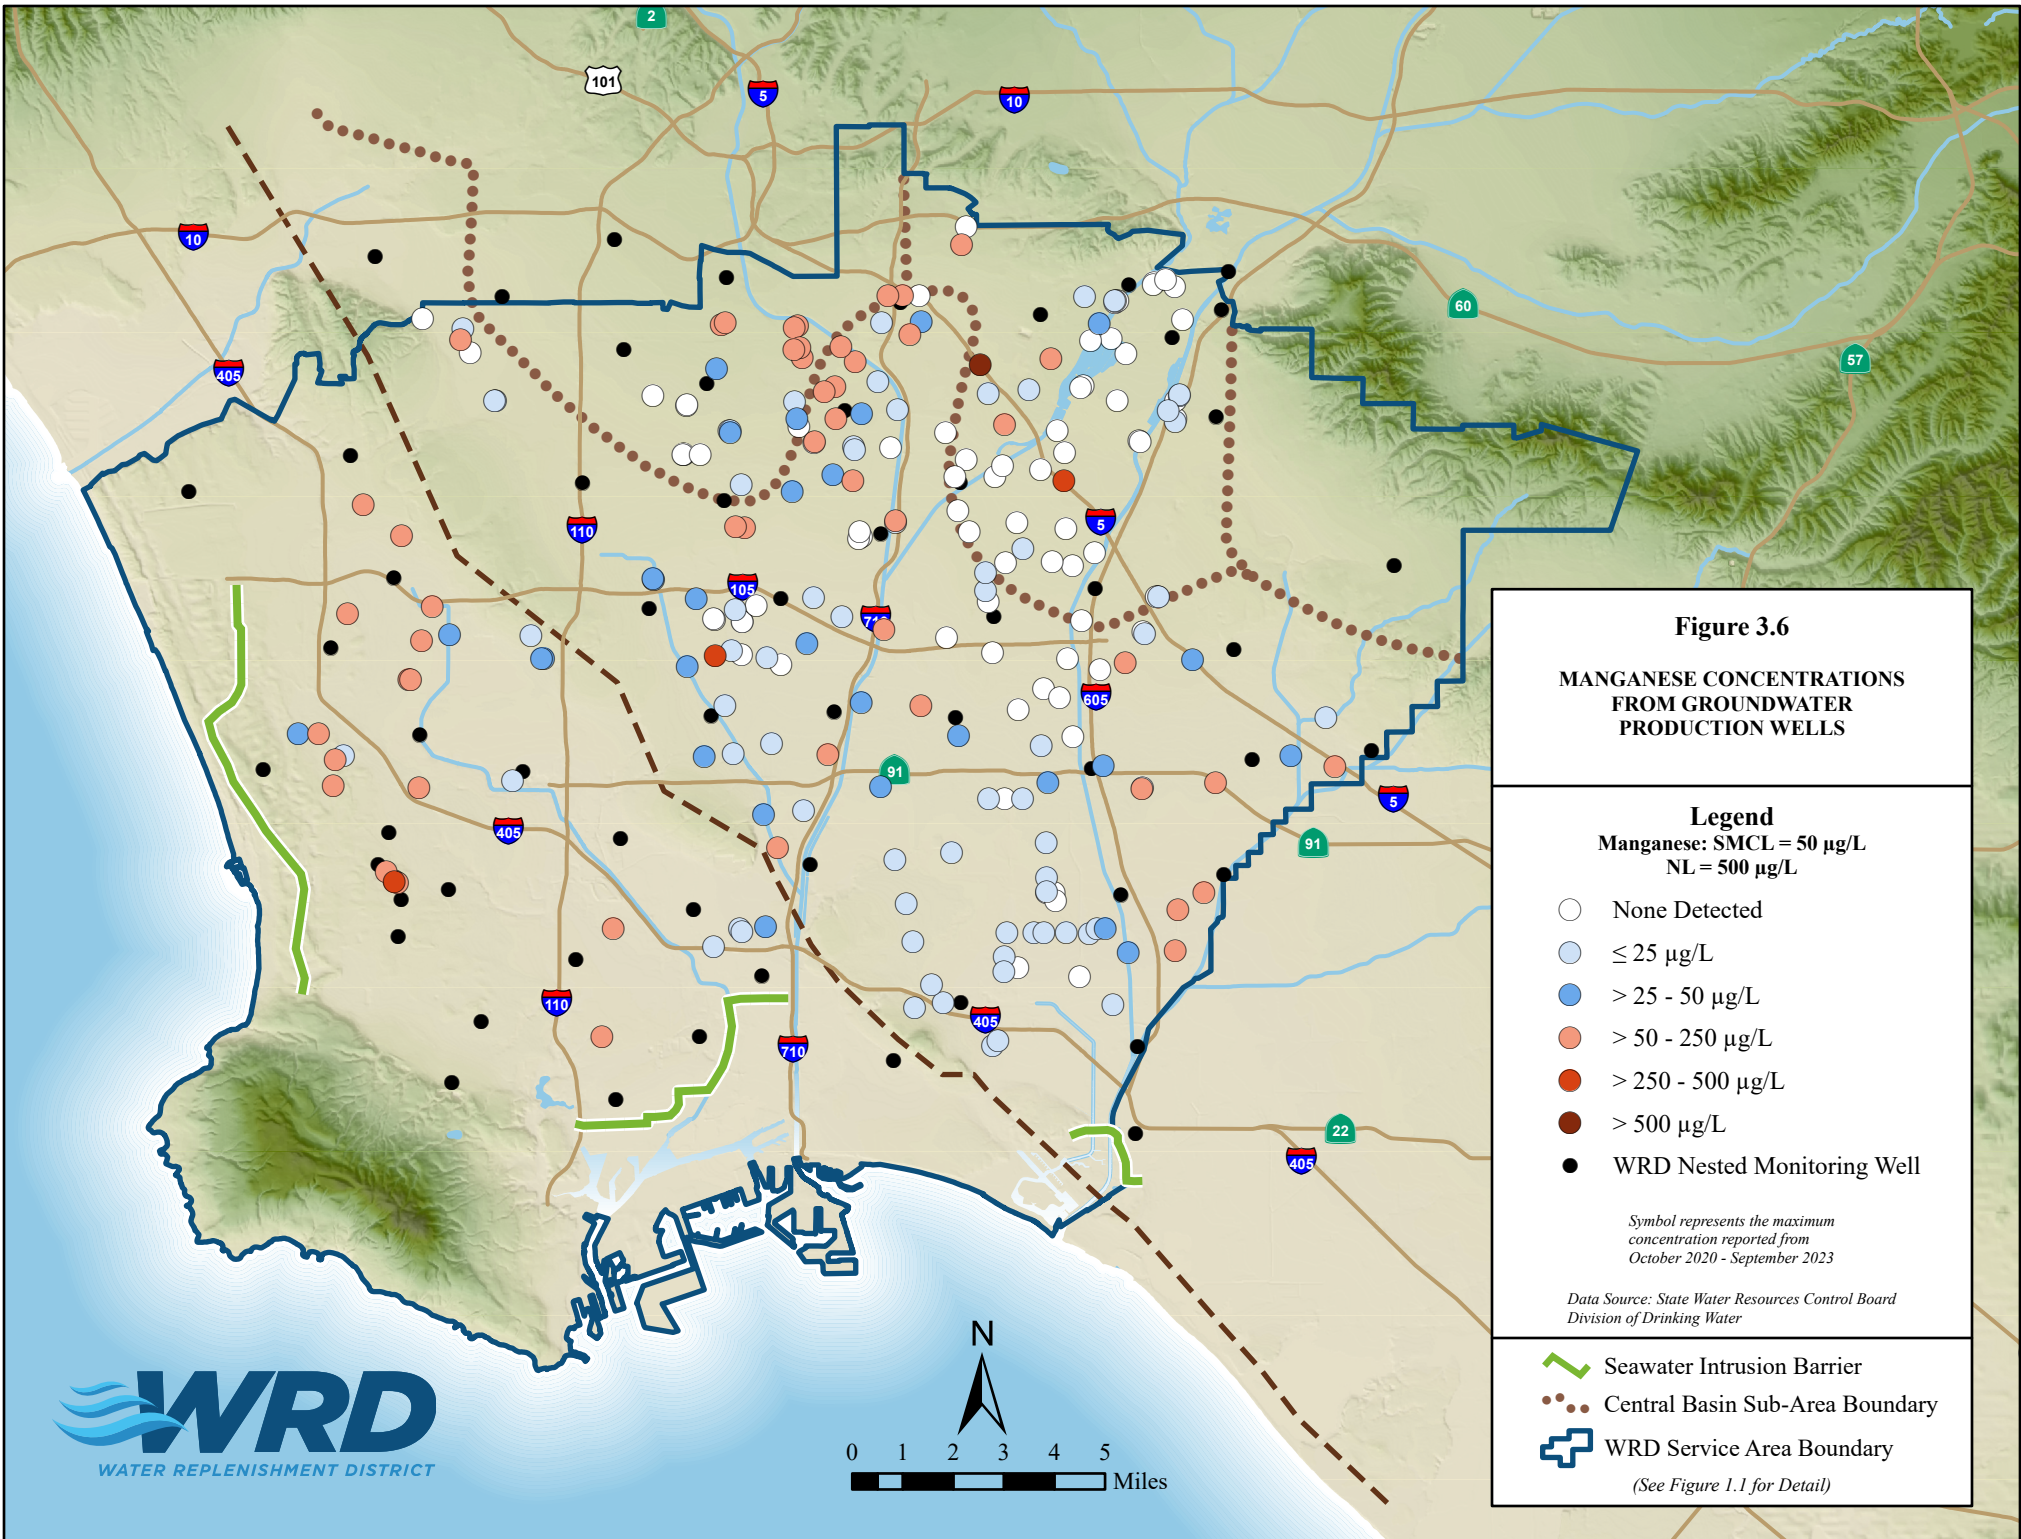 2
101
5
10
10
60
57
405
110
5
105
710
605
91
5
91
405
110
405
710
22
405
Figure 3.6
MANGANESE CONCENTRATIONS
FROM GROUNDWATER
PRODUCTION WELLS
Legend
Manganese: SMCL = 50 µg/L
NL = 500 µg/L
None Detected
≤ 25 µg/L
> 25 - 50 µg/L
> 50 - 250 µg/L
> 250 - 500 µg/L
> 500 µg/L
WRD Nested Monitoring Well
Symbol represents the maximum
concentration reported from
October 2020 - September 2023
Data Source: State Water Resources Control Board
Division of Drinking Water
Seawater Intrusion Barrier
Central Basin Sub-Area Boundary
WRD Service Area Boundary
(See Figure 1.1 for Detail)
N
0 1 2 3 4 5
Miles
WRD
WATER REPLENISHMENT DISTRICT